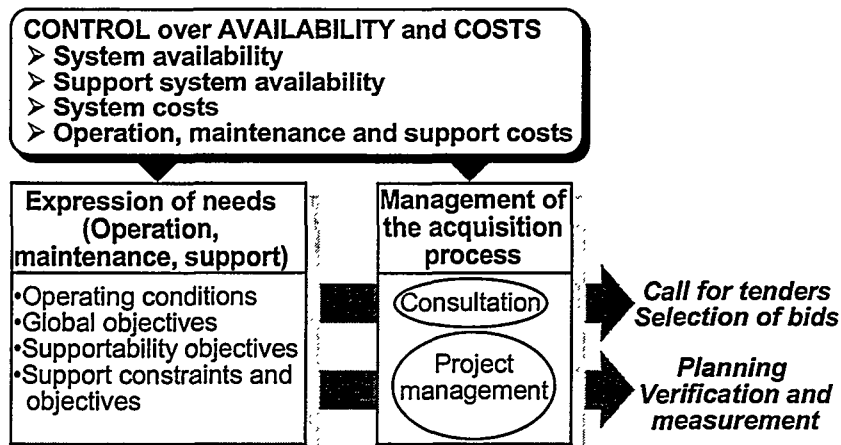 CONTROL over AVAILABILITY and COSTS
➢ System availability
➢ Support system availability
➢ System costs
➢ Operation, maintenance and support costs
Expression of needs
(Operation,
maintenance, support)
•Operating conditions
•Global objectives
•Supportability objectives
•Support constraints and
objectives
Management of
the acquisition
process
Consultation
Project
management
Call for tenders
Selection of bids
Planning
Verification and
measurement